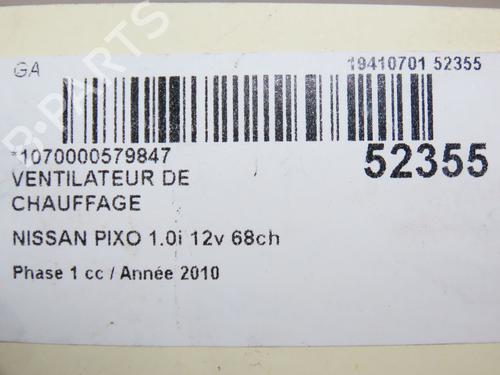 GA
19410701 52355
*1070000579847
52355
VENTILATEUR DE
CHAUFFAGE
NISSAN PIXO 1.0i 12v 68ch
Phase 1 cc / Année 2010
B-PARTS